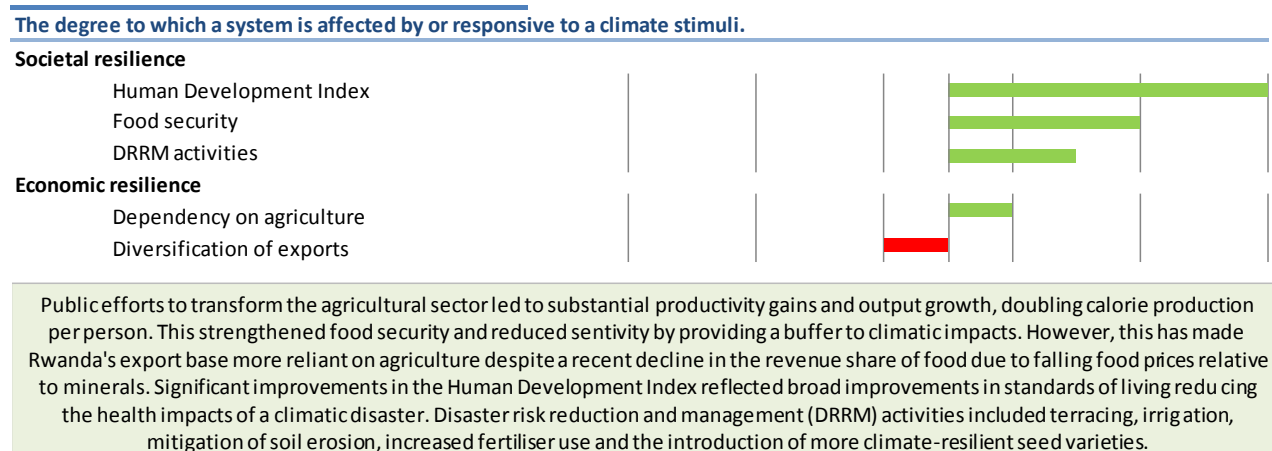 The degree to which a system is affected by or responsive to a climate stimuli.
Societal resilience
Human Development Index
Food security
DRRM activities
Economic resilience
Dependency on agriculture
Diversification of exports
Public efforts to transform the agricultural sector led to substantial productivity gains and output growth, doubling calorie production
per person. This strengthened food security and reduced sentivity by providing a buffer to climatic impacts. However, this has made
Rwanda's export base more reliant on agriculture despite a recent decline in the revenue share of food due to falling food prices relative
to minerals. Significant improvements in the Human Development Index reflected broad improvements in standards of living reducing
the health impacts of a climatic disaster. Disaster risk reduction and management (DRRM) activities included terracing, irrigation,
mitigation of soil erosion, increased fertiliser use and the introduction of more climate-resilient seed varieties.